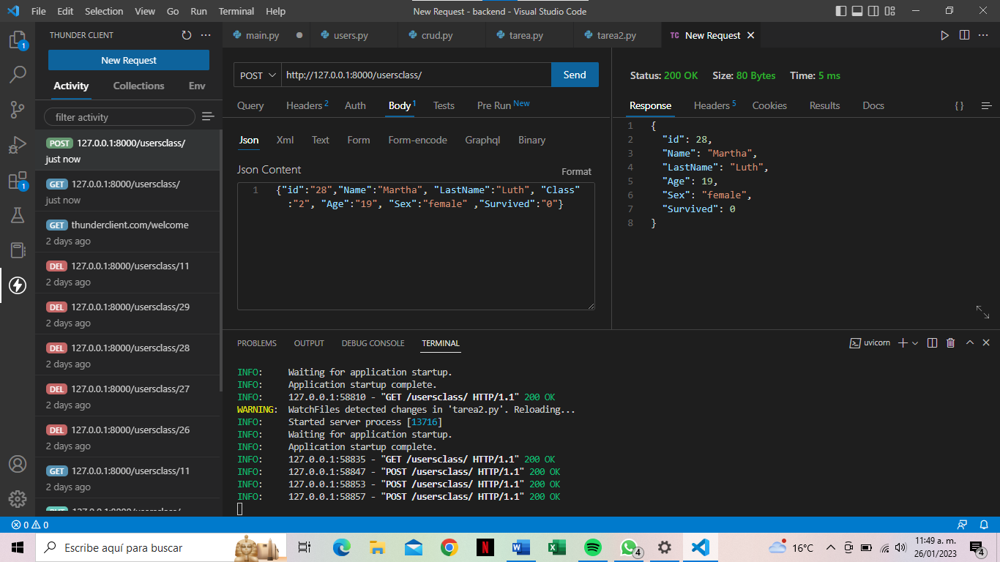 File Edit Selection View Go Run Terminal Help New Request - backend - Visual Studio Code
THUNDER CLIENT
New Request
Activity Collections Env
filter activity
POST 127.0.0.1:8000/usersclass/
just now
GET 127.0.0.1:8000/usersclass/
just now
GET thunderclient.com/welcome
2 days ago
DEL 127.0.0.1:8000/usersclass/11
2 days ago
DEL 127.0.0.1:8000/usersclass/29
2 days ago
DEL 127.0.0.1:8000/usersclass/28
2 days ago
DEL 127.0.0.1:8000/usersclass/27
2 days ago
DEL 127.0.0.1:8000/usersclass/26
2 days ago
GET 127.0.0.1:8000/usersclass/11
2 days ago
1
1
main.py users.py crud.py tarea.py tarea2.py TC New Request
POST http://127.0.0.1:8000/usersclass/ Send
Query Headers 2 Auth Body 1 Tests Pre Run New
Json Xml Text Form Form-encode Graphql Binary
Json Content Format
1 {"id":"28","Name":"Martha", "LastName":"Luth", "Class"
:"2", "Age":"19", "Sex":"female" ,"Survived":"0"}
Status: 200 OK Size: 80 Bytes Time: 5 ms
Response Headers 5 Cookies Results Docs { }
1 {
2 "id": 28,
3 "Name": "Martha",
4 "LastName": "Luth",
5 "Age": 19,
6 "Sex": "female",
7 "Survived": 0
8 }
PROBLEMS OUTPUT DEBUG CONSOLE TERMINAL uvicorn
INFO: Waiting for application startup.
INFO: Application startup complete.
INFO: 127.0.0.1:58810 - "GET /usersclass/ HTTP/1.1" 200 OK
WARNING: WatchFiles detected changes in 'tarea2.py'. Reloading...
INFO: Started server process [13716]
INFO: Waiting for application startup.
INFO: Application startup complete.
INFO: 127.0.0.1:58835 - "GET /usersclass/ HTTP/1.1" 200 OK
INFO: 127.0.0.1:58847 - "POST /usersclass/ HTTP/1.1" 200 OK
INFO: 127.0.0.1:58853 - "POST /usersclass/ HTTP/1.1" 200 OK
INFO: 127.0.0.1:58857 - "POST /usersclass/ HTTP/1.1" 200 OK
0 0
Escribe aquí para buscar 4 16°C 11:49 a. m.
26/01/2023 4